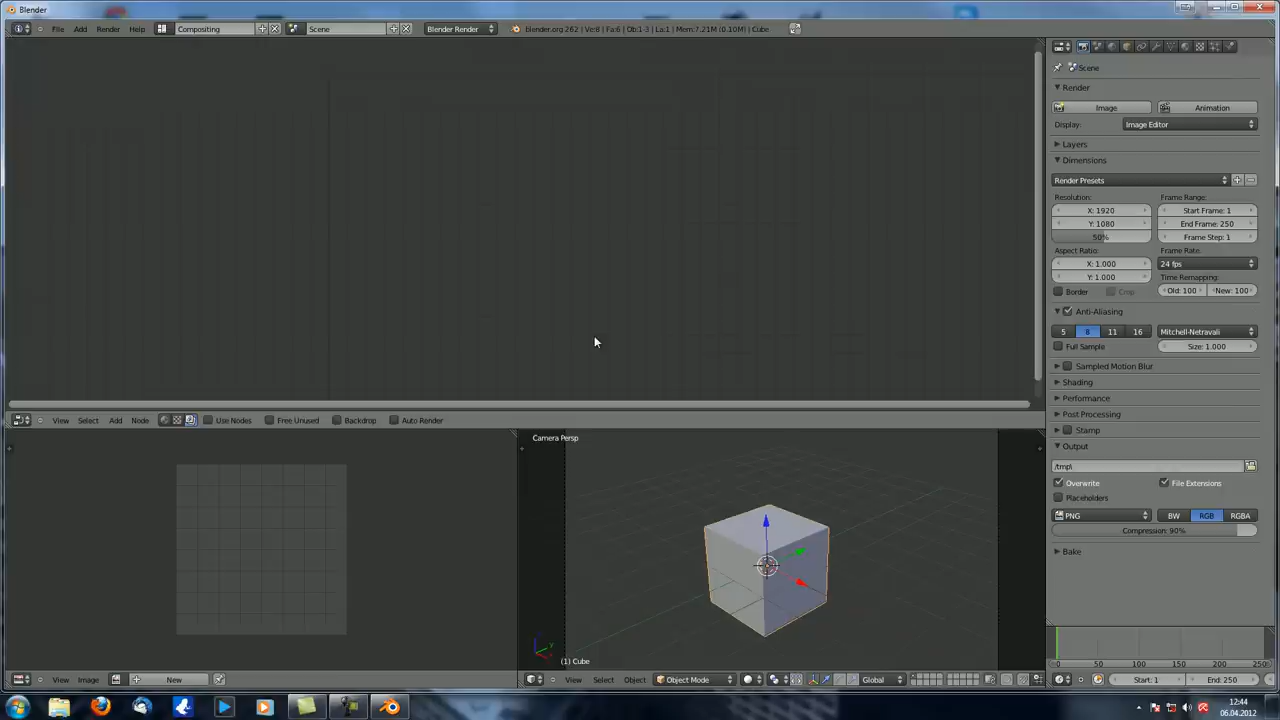 Blender
File Add Render Help Compositing Scene Blender Render blender.org 262 | Ve:8 | Fa:6 | Ob:1-3 | La:1 | Mem:7.21M (0.10M) | Cube
Scene
Render
Image Animation
Display: Image Editor
Layers
Dimensions
Render Presets
Resolution: Frame Range:
X: 1920 Start Frame: 1
Y: 1080 End Frame: 250
50% Frame Step: 1
Aspect Ratio: Frame Rate:
X: 1.000 24 fps
Y: 1.000 Time Remapping:
Border Crop Old: 100 New: 100
Anti-Aliasing
5 8 11 16 Mitchell-Netravali
Full Sample Size: 1.000
Sampled Motion Blur
Shading
Performance
Post Processing
Stamp
Output
/tmp\
Overwrite File Extensions
Placeholders
PNG BW RGB RGBA
Compression: 90%
Bake
View Select Add Node Use Nodes Free Unused Backdrop Auto Render
Camera Persp
(1) Cube
0 50 100 150 200 250
View Image New
View Select Object Object Mode Global
Start: 1 End: 250
12:44
06.04.2012